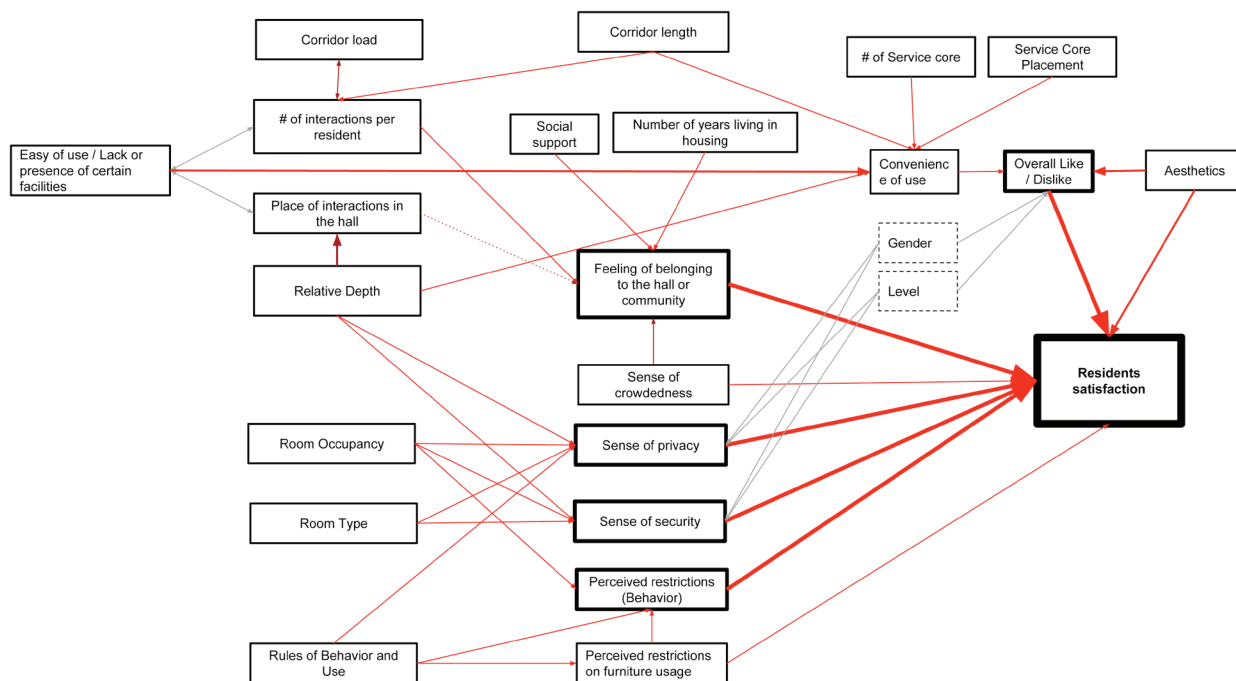 Corridor load
Corridor length
# of Service core
Service Core
Placement
# of interactions per
resident
Social
support
Number of years living in
housing
Easy of use / Lack or
presence of certain
facilities
Convenienc
e of use
Overall Like
/ Dislike
Aesthetics
Place of interactions in
the hall
Gender
Relative Depth
Feeling of belonging
to the hall or
community
Level
Sense of
crowdedness
Residents
satisfaction
Room Occupancy
Sense of privacy
Room Type
Sense of security
Perceived restrictions
(Behavior)
Rules of Behavior and
Use
Perceived restrictions
on furniture usage